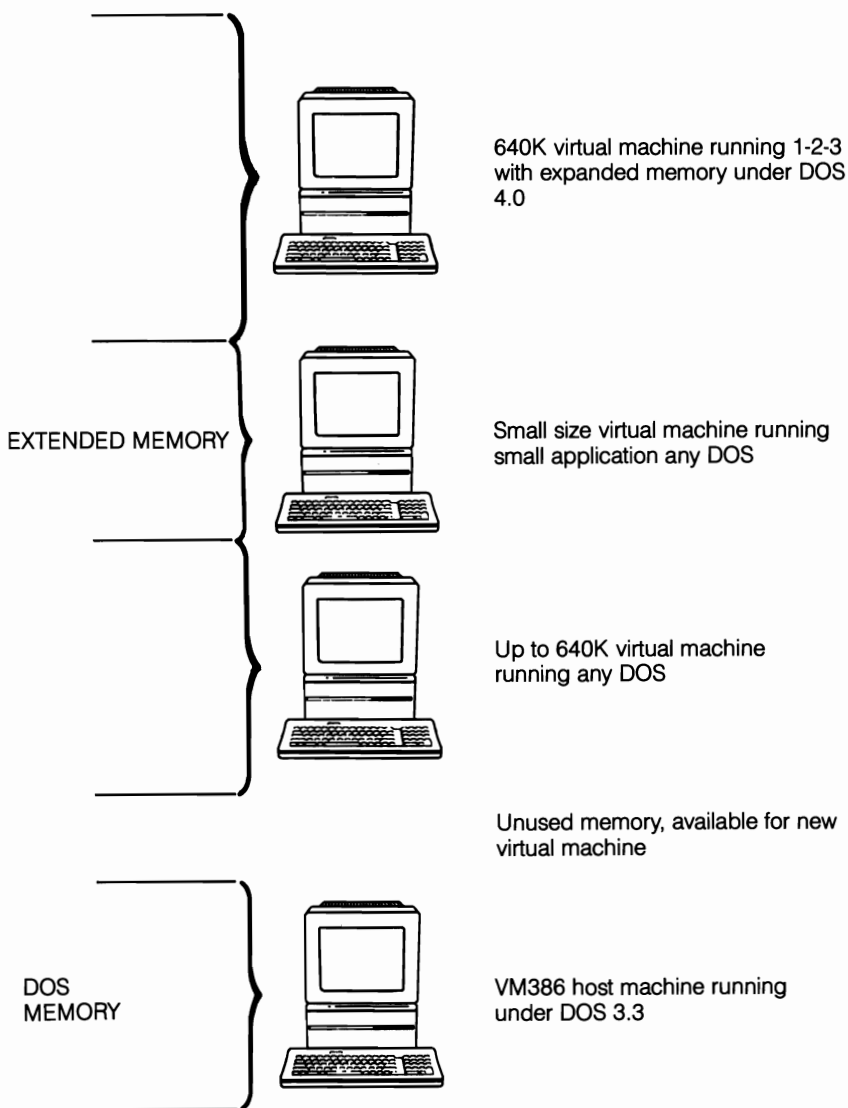 640K virtual machine running 1-2-3
with expanded memory under DOS
4.0
EXTENDED MEMORY
Small size virtual machine running
small application any DOS
Up to 640K virtual machine
running any DOS
Unused memory, available for new
virtual machine
DOS
MEMORY
VM386 host machine running
under DOS 3.3